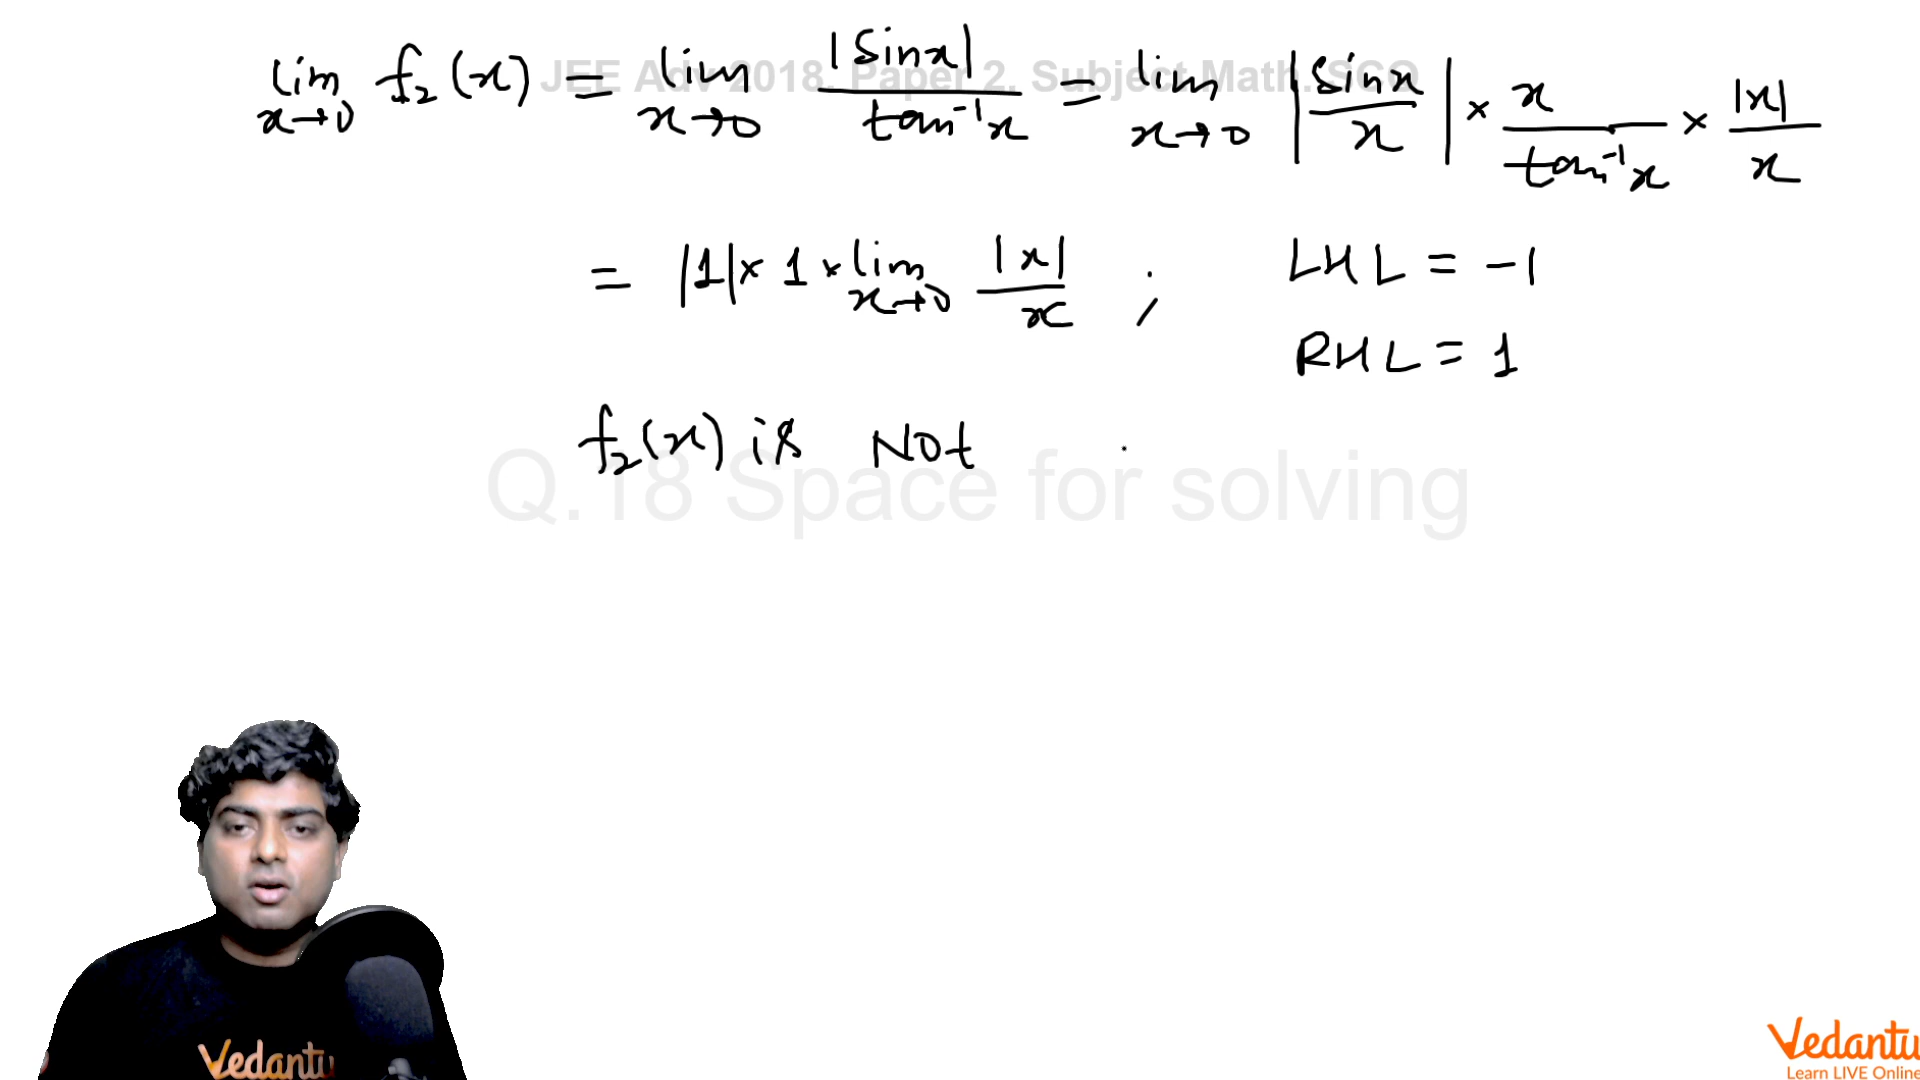 JEE Adv 2018, Paper 2, Subject Math.
lim x→0 f₂(x) = lim x→0 |sinx| / tan⁻¹x = lim x→0 |sinx / x| × x / tan⁻¹x × |x| / x
= |1| × 1 × lim x→0 |x| / x ; LHL = -1
RHL = 1
f₂(x) is Not
Q.18 Space for solving
Vedantu
Vedantu
Learn LIVE Online